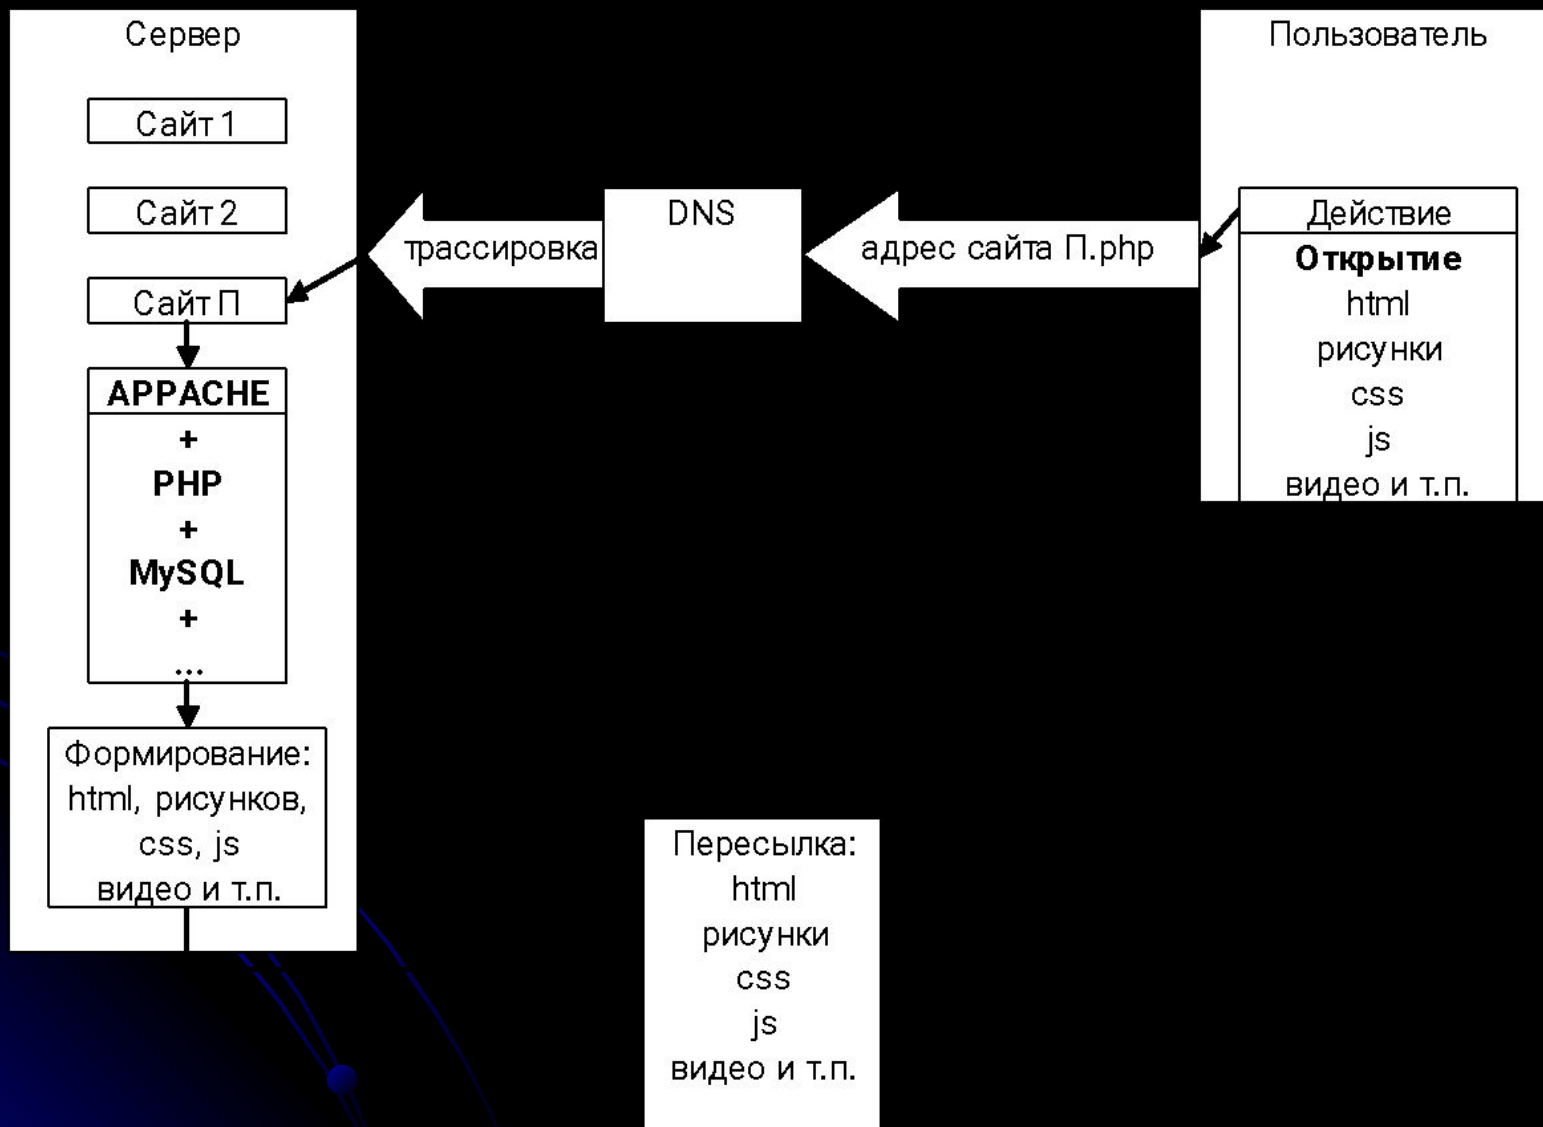 Сервер
Сайт 1
Сайт 2
Сайт П
APPACHE
+
PHP
+
MySQL
+
...
Формирование:
html, рисунков,
css, js
видео и т.п.
трассировка
DNS
адрес сайта П.php
Пользователь
Действие
Открытие
html
рисунки
css
js
видео и т.п.
Пересылка:
html
рисунки
css
js
видео и т.п.